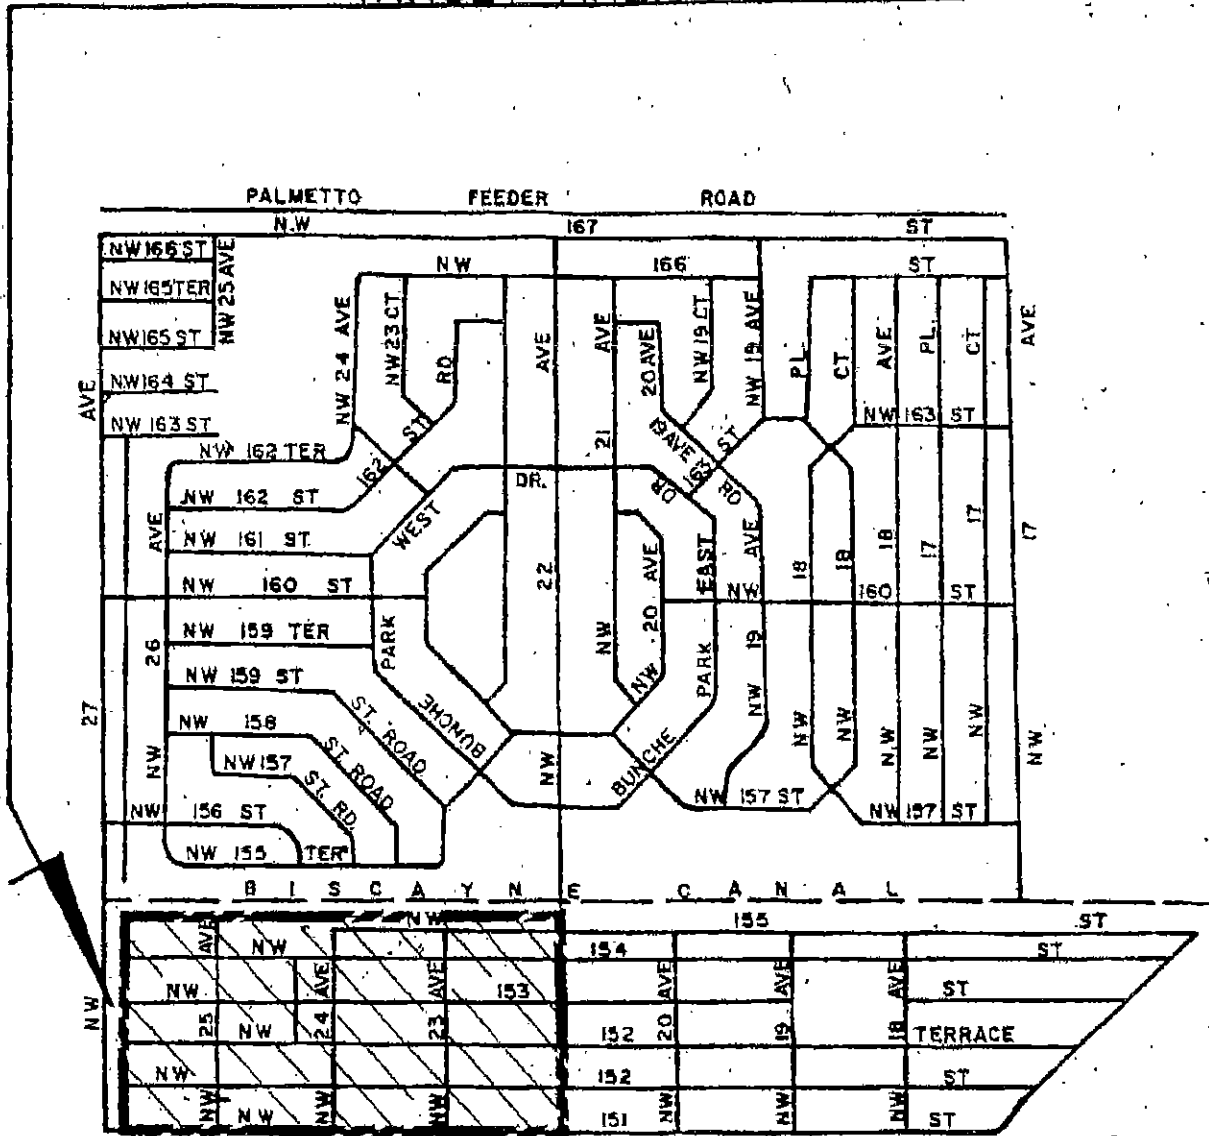 PALMETTO FEEDER ROAD
N.W 167 ST
NW 166 ST
NW 25 AVE
NW 166 ST
NW 165 TER
NW 165 ST
NW 164 ST
NW 163 ST
AVE
NW 24 AVE
NW 23 CT
RD
AVE
AVE
20 AVE
NW 19 CT
NW 19 AVE
PL
CT
AVE
PL
CT
AVE
NW 163 ST
NW 162 TER
162 ST
19 AVE RD
163 ST
21
DR.
DR
NW 162 ST
WEST
AVE
NW 161 ST.
22
20 AVE
EAST
AVE
18
18
18
17
17
17
NW 160 ST
NW 160 ST
26
NW 159 TER
PARK
NW
NW 20
PARK
NW 19
NW 159 ST
ST. ROAD
BUNCHE
27
NW 158
ST. ROAD
NW
NW
NW
NW
NW
NW
NW
NW
NW 157
ST. RD.
BUNCHE
NW 157 ST
NW 157 ST
NW 156 ST
NW 155 TER
BISCAYNE CANAL
NW 155 ST
AVE
NW 154 ST
NW
AVE
AVE
153
AVE
AVE
AVE
ST
NW
25
NW
24
23
152
20
19
18
TERRACE
NW
152
ST
NW
NW
NW
NW
151
NW
NW
NW
ST